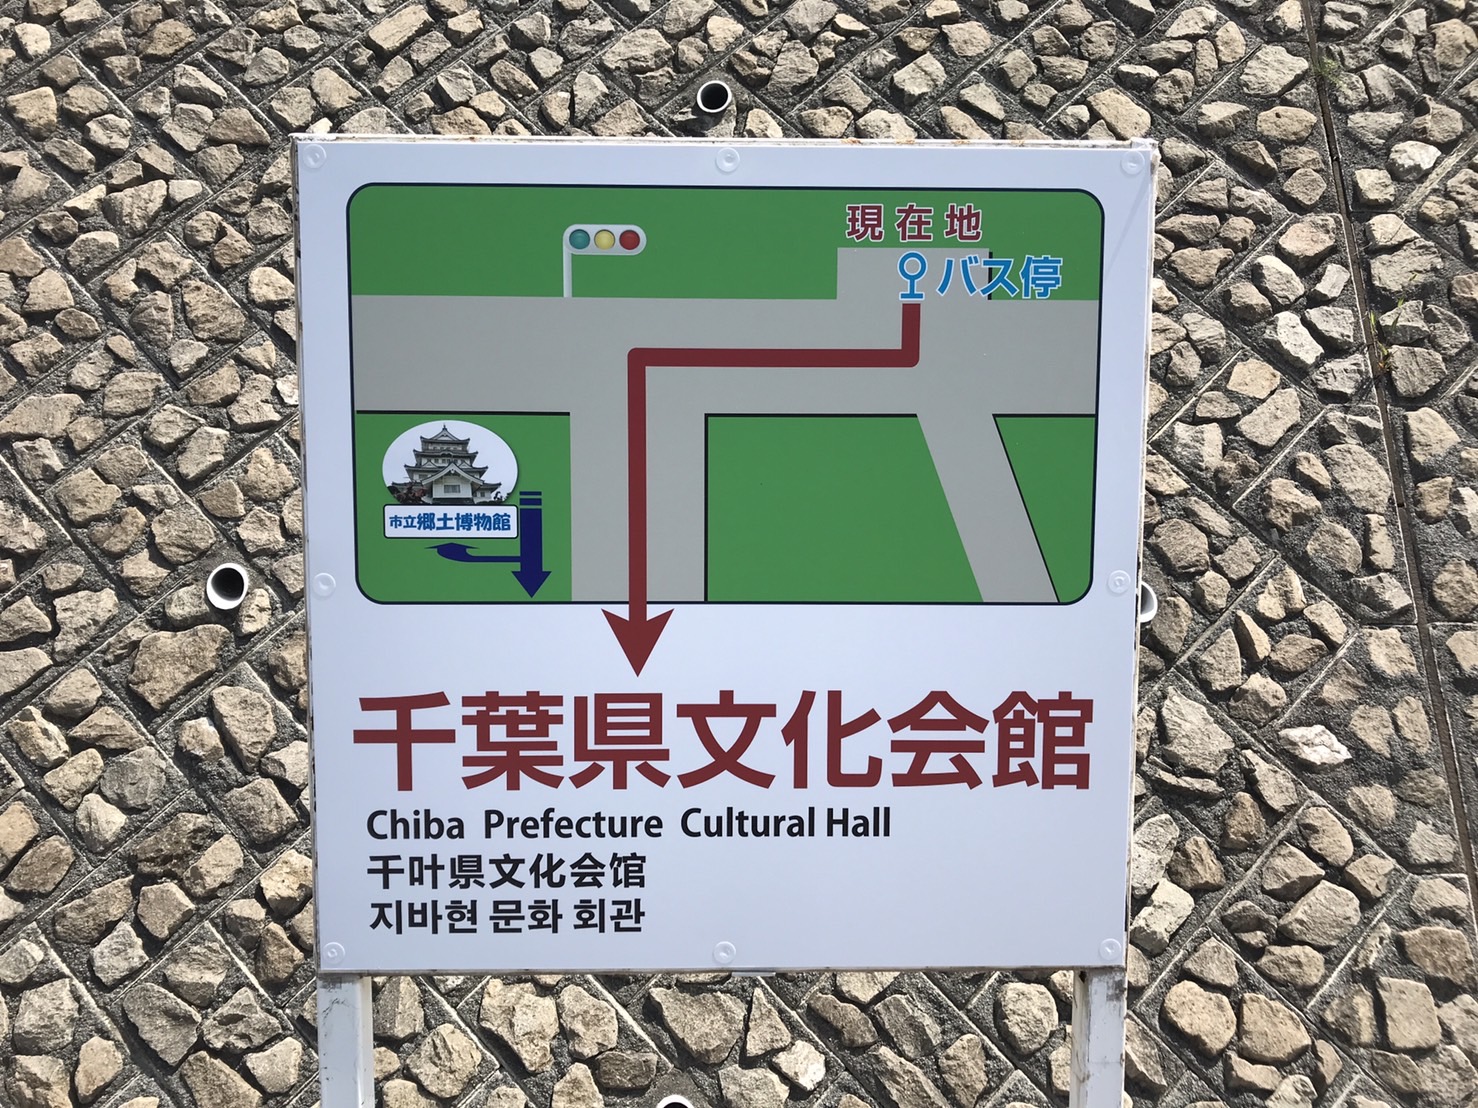 現在地
バス停
市立郷土博物館
千葉県文化会館
Chiba Prefecture Cultural Hall
千叶県文化会馆
지바현 문화 회관